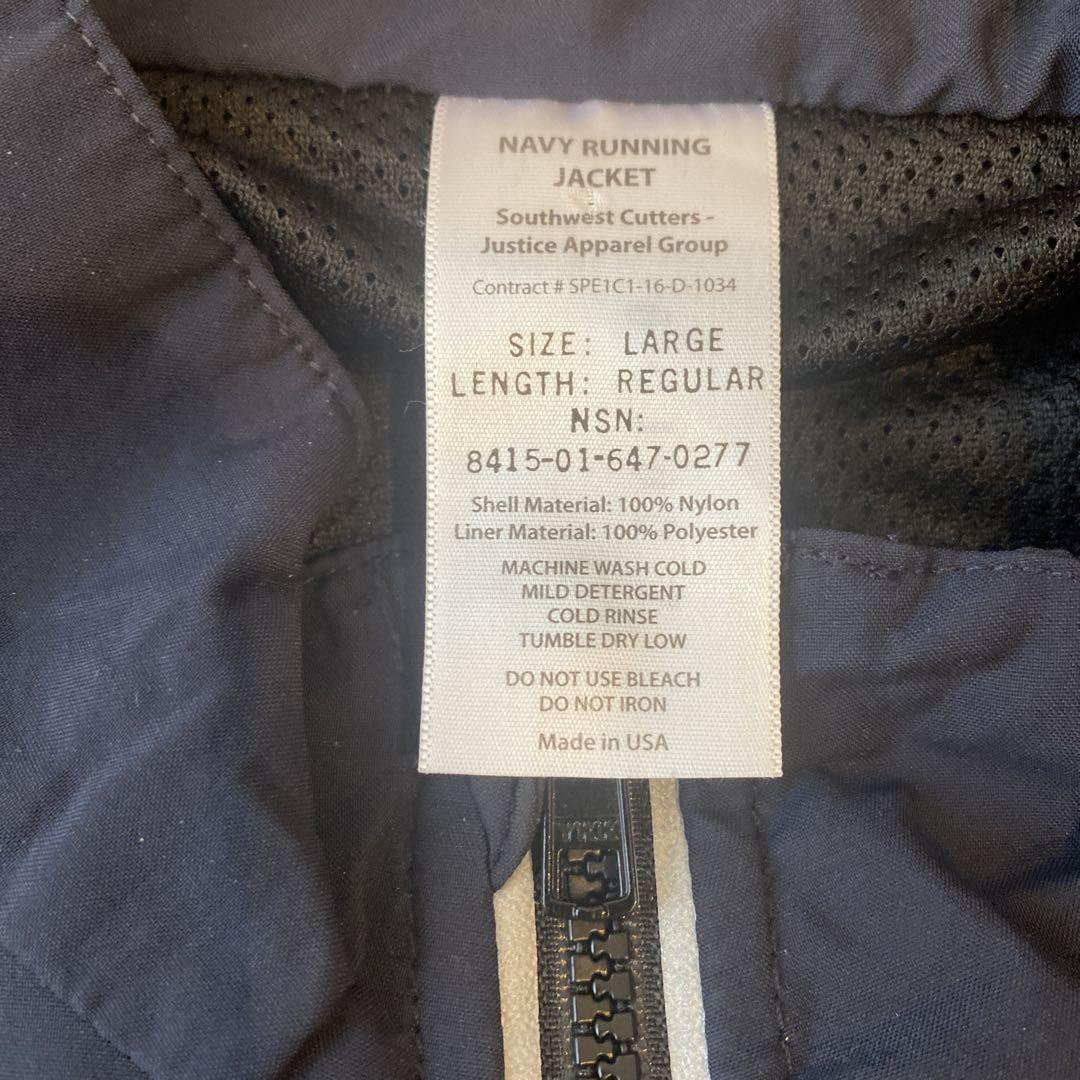 NAVY RUNNING
JACKET
Southwest Cutters -
Justice Apparel Group
Contract # SPE1C1-16-D-1034
SIZE: LARGE
LENGTH: REGULAR
NSN:
8415-01-647-0277
Shell Material: 100% Nylon
Liner Material: 100% Polyester
MACHINE WASH COLD
MILD DETERGENT
COLD RINSE
TUMBLE DRY LOW
DO NOT USE BLEACH
DO NOT IRON
Made in USA
YKK